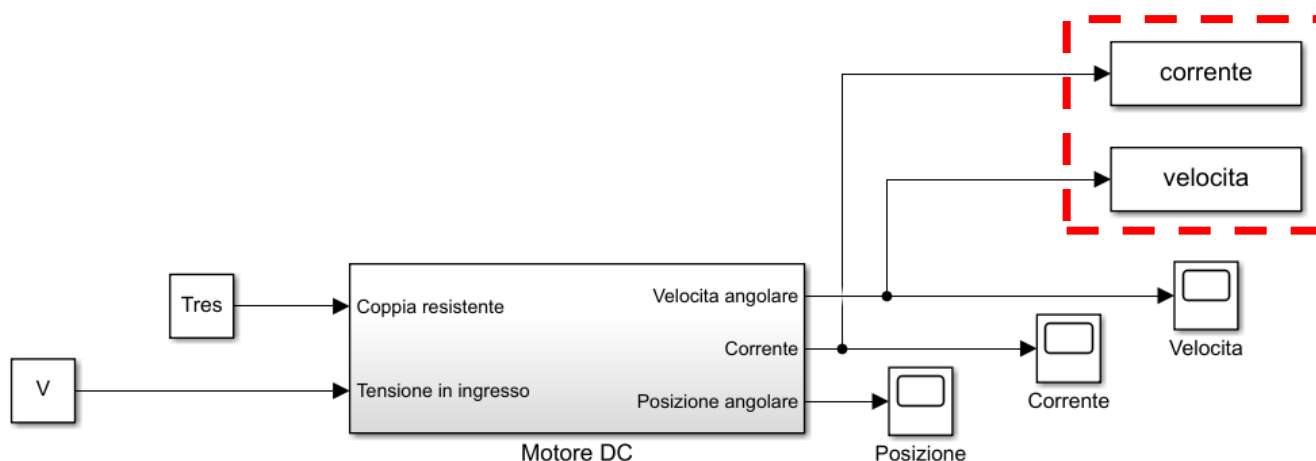 corrente
velocita
Tres
Coppia resistente
Velocita angolare
Velocita
Corrente
Corrente
V
Tensione in ingresso
Posizione angolare
Motore DC
Posizione